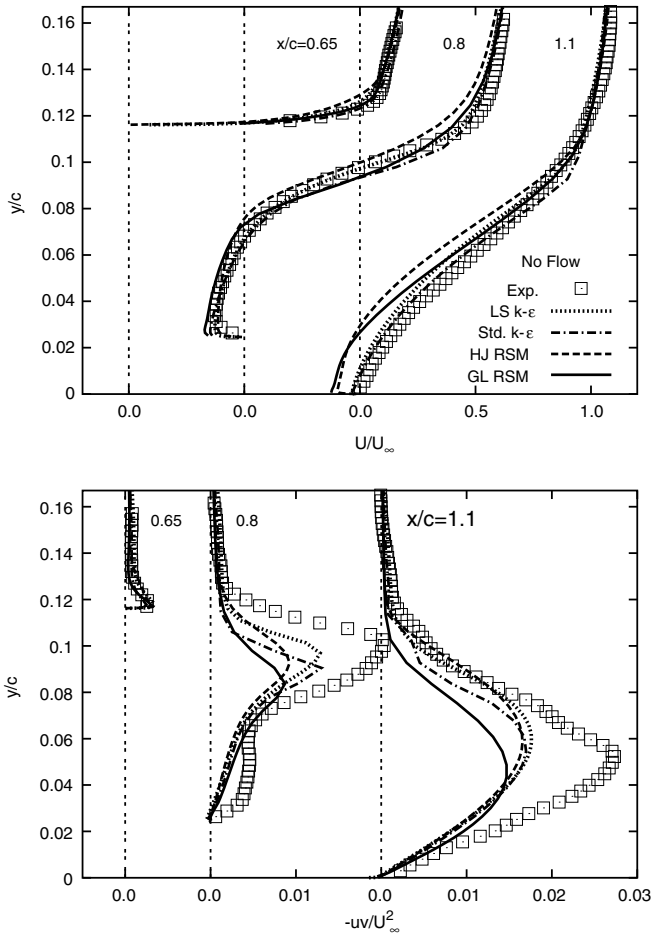 0.16
x/c=0.65 0.8 1.1
0.14
0.12
0.1
y/c
0.08
0.06
No Flow
0.04
Exp.
LS k-ε
0.02
Std. k-ε
HJ RSM
0
GL RSM
0.0 0.0 0.0 0.5 1.0
U/U∞
0.16
0.65 0.8 x/c=1.1
0.14
0.12
0.1
y/c
0.08
0.06
0.04
0.02
0
0.0 0.0 0.01 0.0 0.01 0.02 0.03
-uv/U²∞